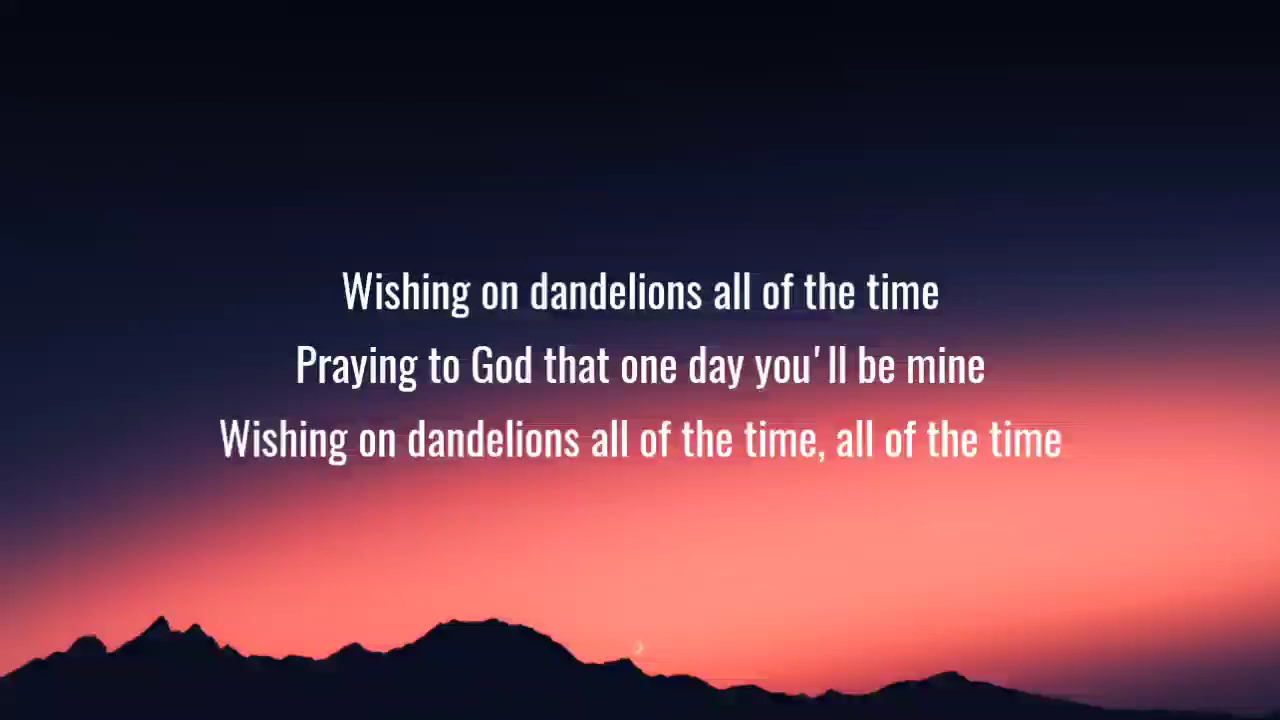 Wishing on dandelions all of the time
Praying to God that one day you'll be mine
Wishing on dandelions all of the time, all of the time